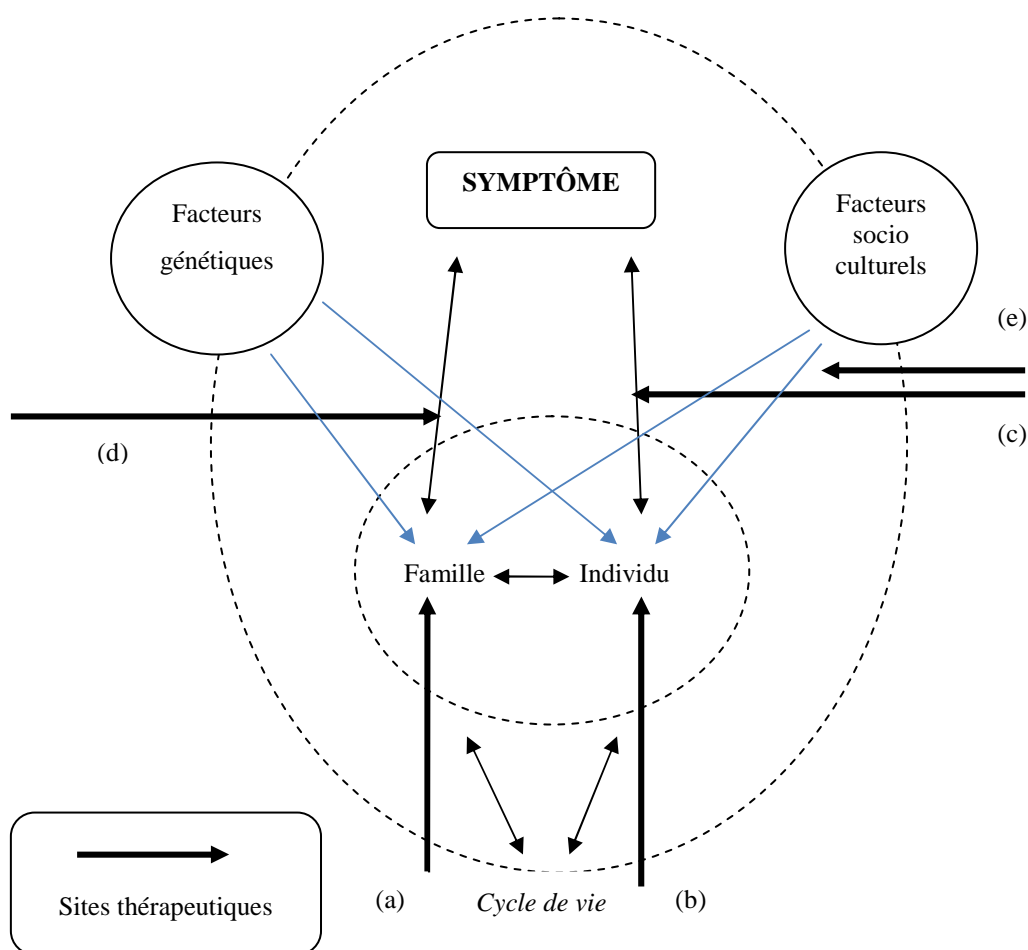 SYMPTÔME
Facteurs
génétiques
Facteurs
socio
culturels
(e)
(d)
(c)
Famille
Individu
(a)
Cycle de vie
(b)
Sites thérapeutiques